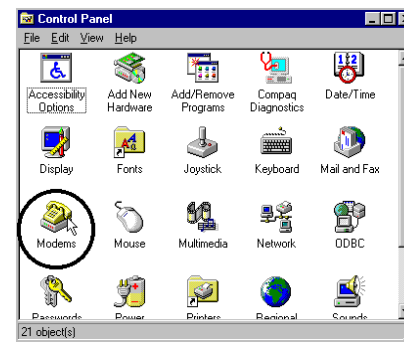 Control Panel
File Edit View Help
Accessibility Options
Add New Hardware
Add/Remove Programs
Compaq Diagnostics
Date/Time
Display
Fonts
Joystick
Keyboard
Mail and Fax
Modems
Mouse
Multimedia
Network
ODBC
Passwords
Power
Printers
Regional
Sounds
21 object(s)